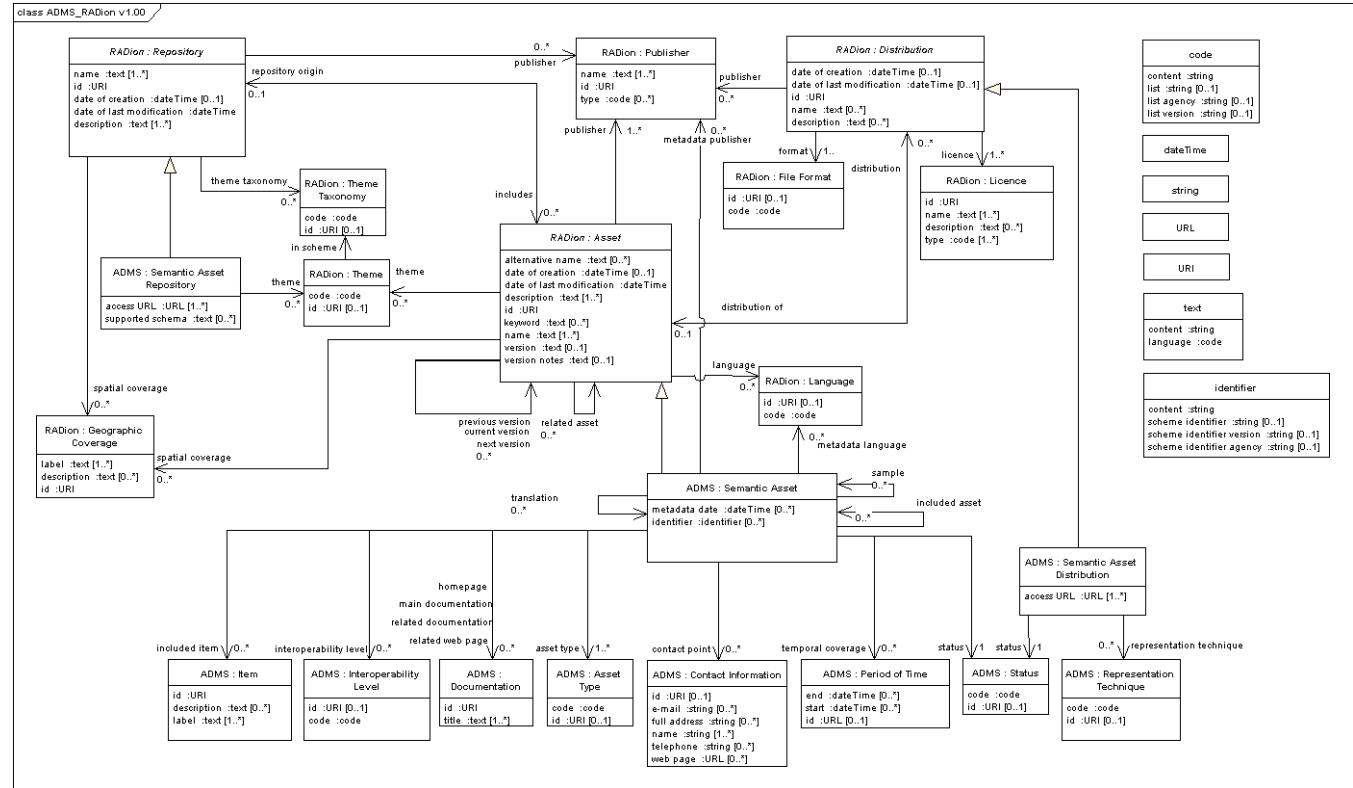 class ADMS_RADion v1.00
RADion : Repository
name :text [1..*]
id :URI
date of creation :dateTime [0..1]
date of last modification :dateTime
description :text [1..*]
0..*
publisher
repository origin
0..1
RADion : Publisher
name :text [1..*]
id :URI
type :code [0..*]
publisher
0..*
RADion : Distribution
date of creation :dateTime [0..1]
date of last modification :dateTime [0..1]
id :URI
name :text [0..*]
description :text [0..*]
code
content :string
list :string [0..1]
list agency :string [0..1]
list version :string [0..1]
dateTime
string
URL
URI
text
content :string
language :code
identifier
content :string
scheme identifier :string [0..1]
scheme identifier version :string [0..1]
scheme identifier agency :string [0..1]
publisher
1..*
0..*
metadata publisher
format
1..
0..*
distribution
licence
1..*
RADion : File Format
id :URI [0..1]
code :code
RADion : Licence
id :URI
name :text [1..*]
description :text [0..*]
type :code [1..*]
theme taxonomy
0..*
RADion : Theme
Taxonomy
code :code
id :URI [0..1]
in scheme
includes
0..*
RADion : Asset
alternative name :text [0..*]
date of creation :dateTime [0..1]
date of last modification :dateTime
description :text [1..*]
id :URI
keyword :text [0..*]
name :text [1..*]
version :text [0..1]
version notes :text [0..1]
ADMS : Semantic Asset
Repository
access URL :URL [1..*]
supported schema :text [0..*]
theme
0..*
RADion : Theme
code :code
id :URI [0..1]
theme
0..*
distribution of
0..1
language
0..*
RADion : Language
id :URI [0..1]
code :code
0..*
metadata language
spatial coverage
0..*
RADion : Geographic
Coverage
label :text [1..*]
description :text [0..*]
id :URI
spatial coverage
0..*
previous version
current version
next version
0..*
related asset
0..*
translation
0..*
ADMS : Semantic Asset
metadata date :dateTime [0..*]
identifier :identifier [0..*]
sample
0..*
included asset
0..*
ADMS : Semantic Asset
Distribution
access URL :URL [1..*]
homepage
main documentation
related documentation
related web page
0..*
included item
0..*
interoperability level
0..*
asset type
1..*
contact point
0..*
temporal coverage
0..*
status
1
status
1
0..*
representation technique
ADMS : Item
id :URI
description :text [0..*]
label :text [1..*]
ADMS : Interoperability
Level
id :URI [0..1]
code :code
ADMS :
Documentation
id :URI
title :text [1..*]
ADMS : Asset
Type
code :code
id :URI [0..1]
ADMS : Contact Information
id :URI [0..1]
e-mail :string [0..*]
full address :string [0..*]
name :string [1..*]
telephone :string [0..*]
web page :URL [0..*]
ADMS : Period of Time
end :dateTime [0..*]
start :dateTime [0..*]
id :URL [0..1]
ADMS : Status
code :code
id :URI [0..1]
ADMS : Representation
Technique
code :code
id :URI [0..1]